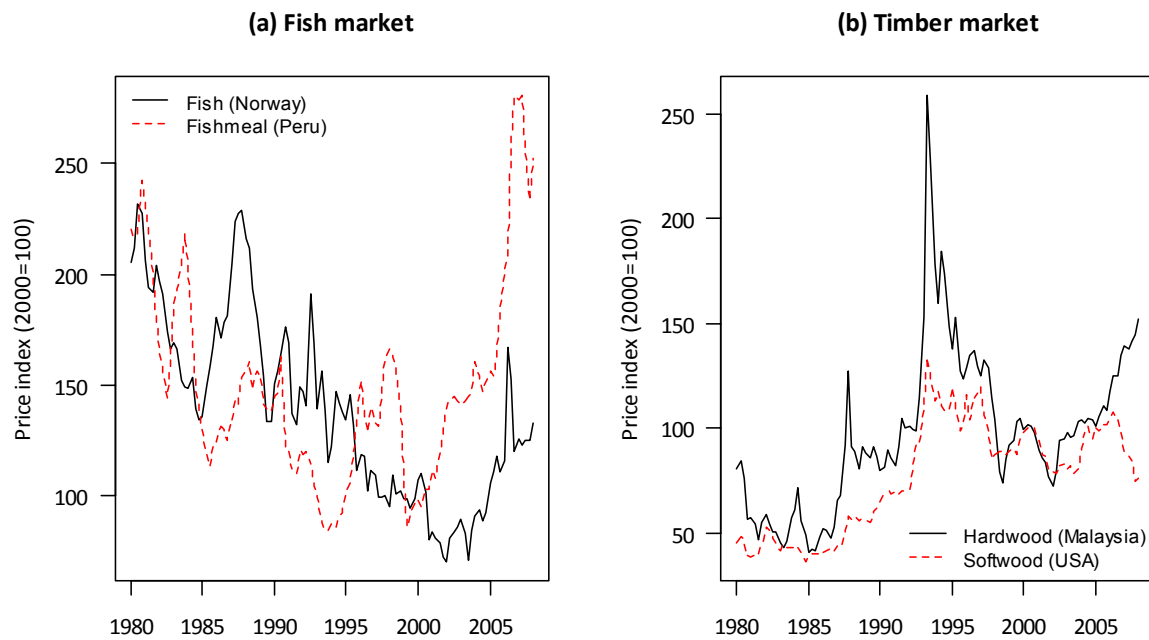 (a) Fish market
Price index (2000=100)
250
200
150
100
Fish (Norway)
Fishmeal (Peru)
1980 1985 1990 1995 2000 2005
(b) Timber market
Price index (2000=100)
250
200
150
100
50
Hardwood (Malaysia)
Softwood (USA)
1980 1985 1990 1995 2000 2005